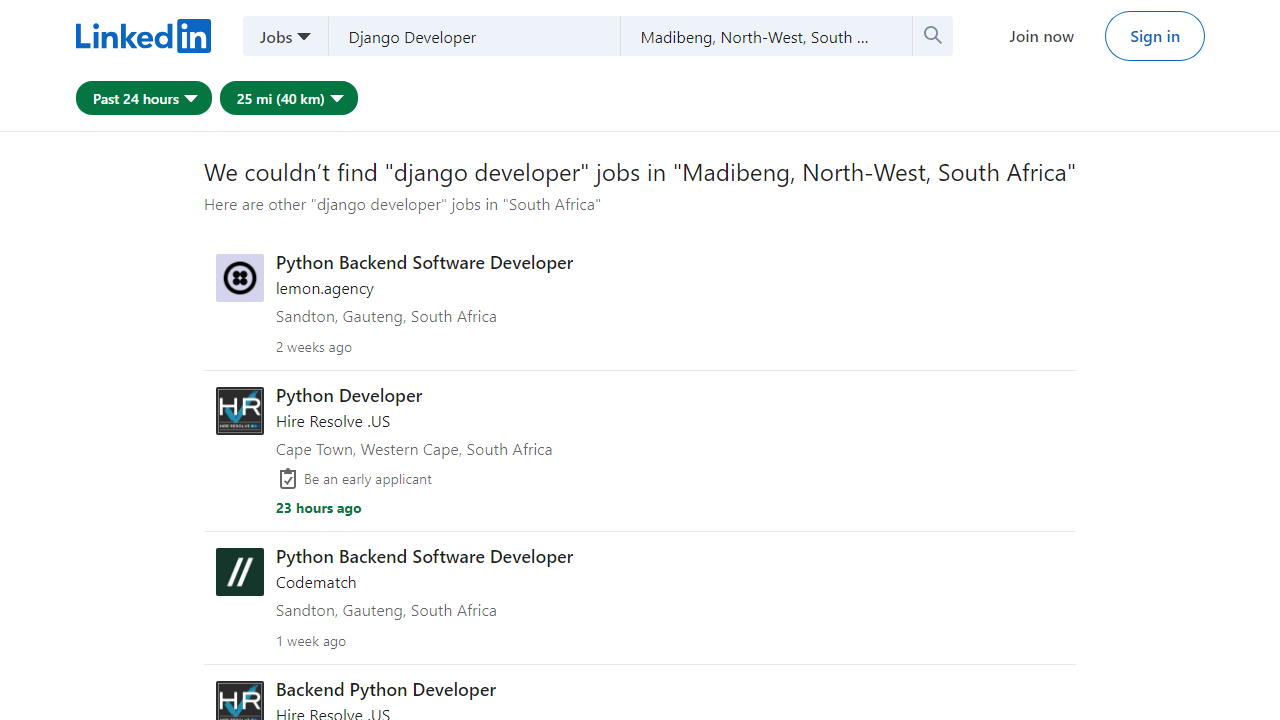 Linked in
Jobs
Django Developer
Madibeng, North-West, South ...
Join now
Sign in
Past 24 hours
25 mi (40 km)
We couldn’t find "django developer" jobs in "Madibeng, North-West, South Africa"
Here are other "django developer" jobs in "South Africa"
Python Backend Software Developer
lemon.agency
Sandton, Gauteng, South Africa
2 weeks ago
HR
HIRE RESOLVE
Python Developer
Hire Resolve .US
Cape Town, Western Cape, South Africa
Be an early applicant
23 hours ago
Python Backend Software Developer
Codematch
Sandton, Gauteng, South Africa
1 week ago
HR
Backend Python Developer
Hire Resolve .US